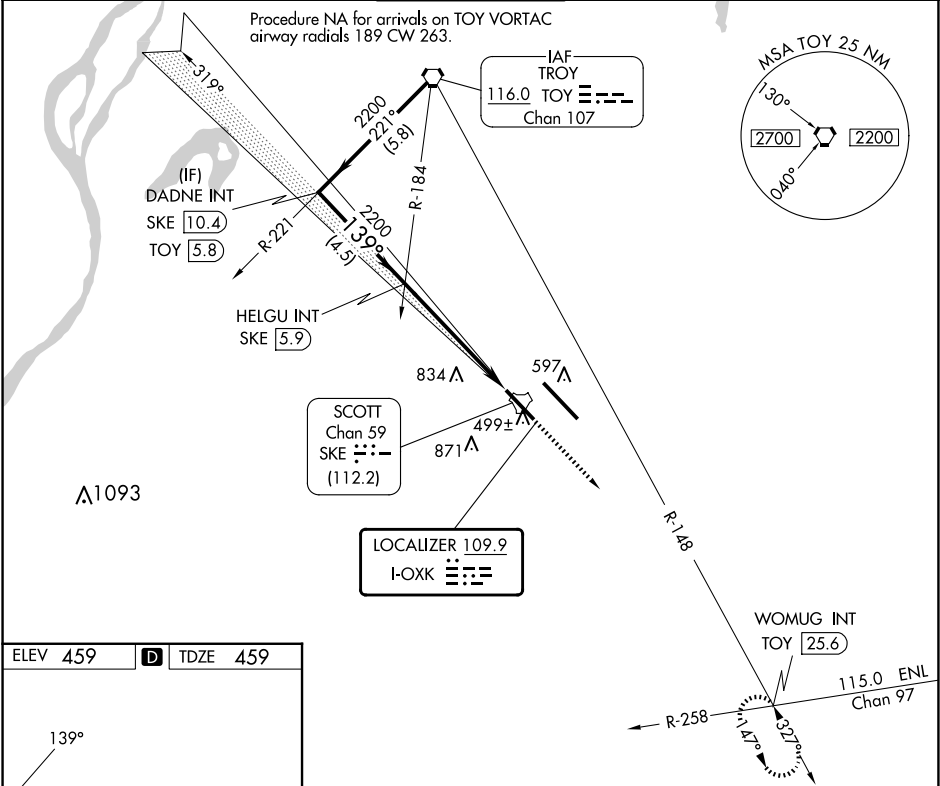 Procedure NA for arrivals on TOY VORTAC
airway radials 189 CW 263.
IAF
TROY
116.0 TOY
Chan 107
MSA TOY 25 NM
130°
2700
2200
040°
319°
2200
221°
(5.8)
R-184
(IF)
DADNE INT
SKE 10.4
TOY 5.8
R-221
2200
139°
(4.5)
HELGU INT
SKE 5.9
834
597
499±
871
SCOTT
Chan 59
SKE
(112.2)
1093
LOCALIZER 109.9
I-OXK
R-148
WOMUG INT
TOY 25.6
115.0 ENL
Chan 97
R-258
147°
327°
ELEV 459 D TDZE 459
139°